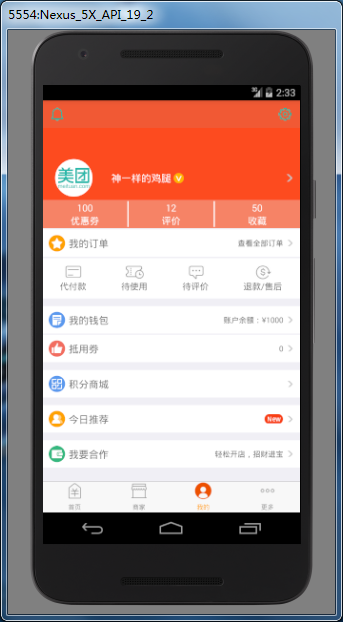 5554:Nexus_5X_API_19_2
3G 2:33
美团
meituan.com
神一样的鸡腿 V
100 12 50
优惠券 评价 收藏
我的订单 查看全部订单
代付款 待使用 待评价 退款/售后
我的钱包 账户余额：¥1000
抵用券 0
积分商城
今日推荐 New
我要合作 轻松开店，招财进宝
首页 商家 我的 更多